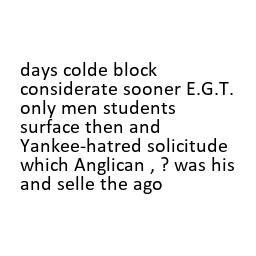 days colde block
considerate sooner E.G.T.
only men students
surface then and
Yankee-hatred solicitude
which Anglican , ? was his
and selle the ago